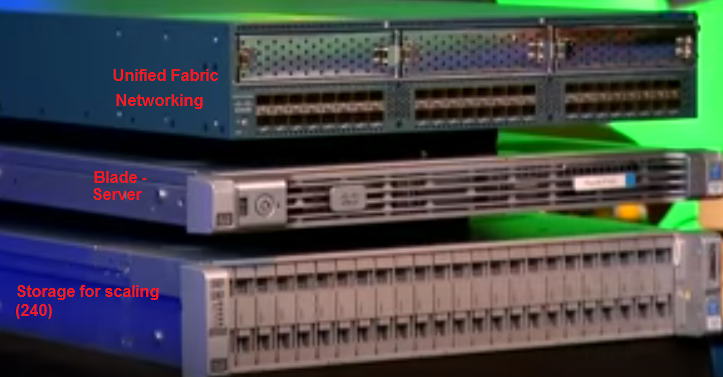 Unified Fabric
Networking
Blade -
Server
Storage for scaling
(240)